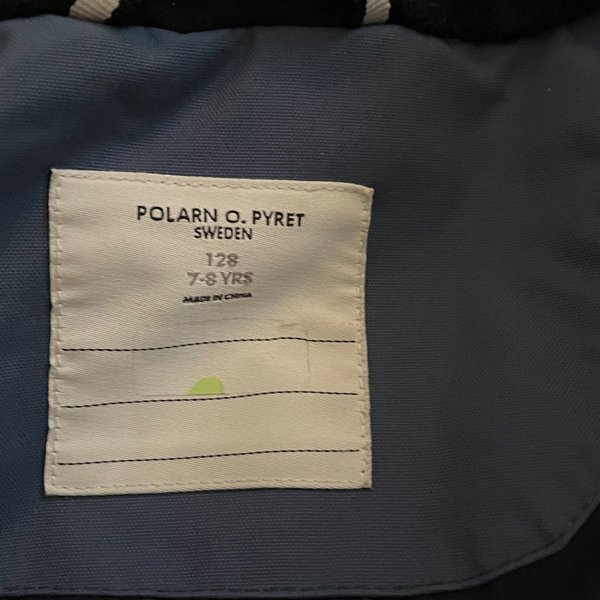 POLARN O. PYRET
SWEDEN
128
7-8 YRS
MADE IN CHINA